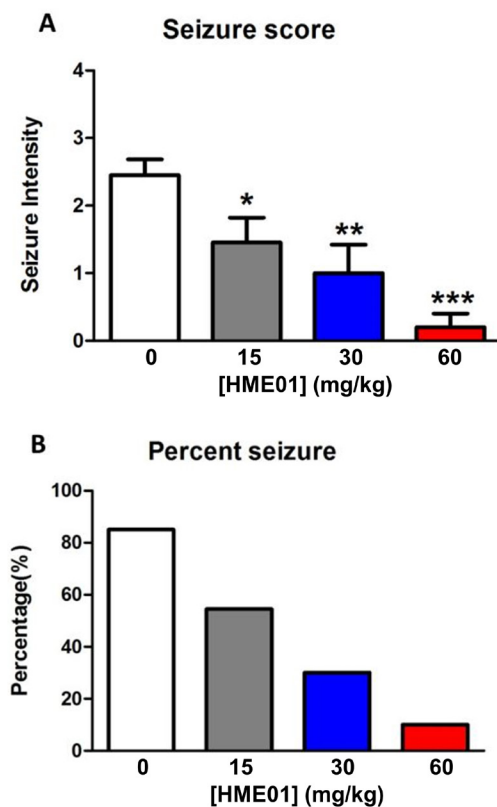 A
Seizure score
Seizure Intensity
4
3
2
1
0
*
**
***
0 15 30 60
[HME01] (mg/kg)
B
Percent seizure
Percentage(%)
100
80
60
40
20
0
0 15 30 60
[HME01] (mg/kg)